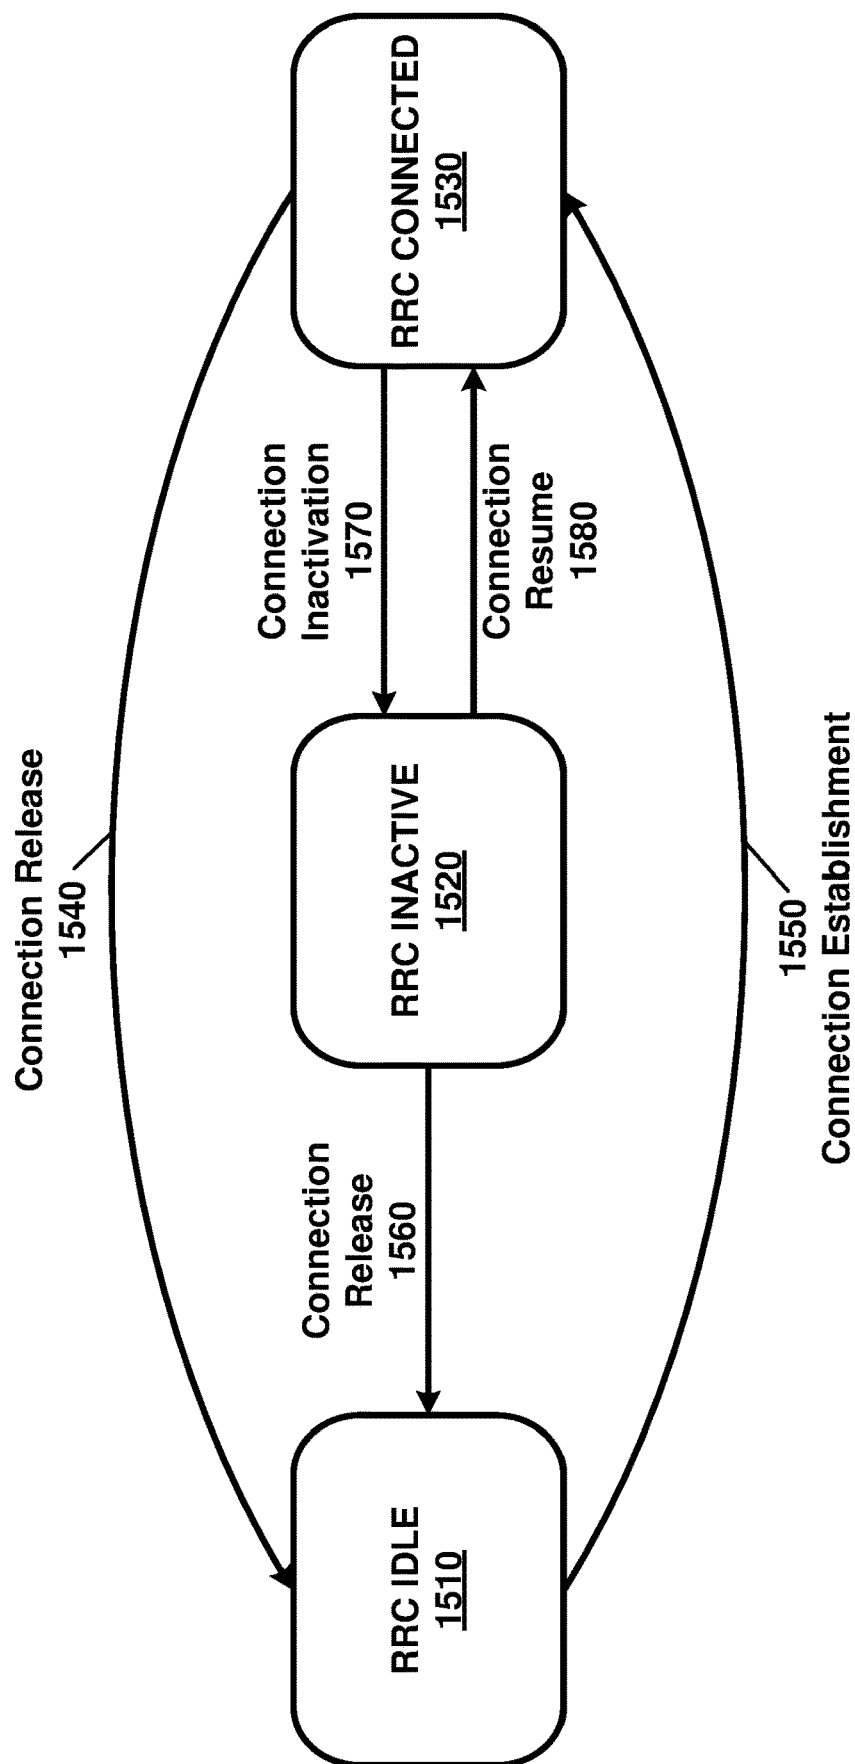 Connection Release
1540
RRC IDLE
1510
Connection
Release
1560
RRC INACTIVE
1520
Connection
Inactivation
1570
Connection
Resume
1580
RRC CONNECTED
1530
1550
Connection Establishment